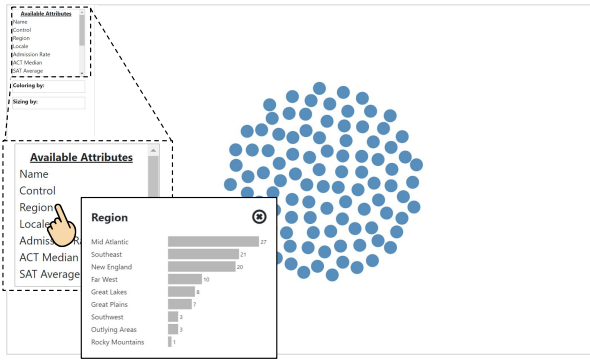 Available Attributes
Name
Control
Region
Locale
Admission Rate
ACT Median
SAT Average
Coloring by:
Sizing by:
Available Attributes
Name
Control
Region
Locale
Admiss Ra
ACT Median
SAT Average
Region
Mid Atlantic 27
Southeast 21
New England 20
Far West 10
Great Lakes 8
Great Plains 7
Southwest 3
Outlying Areas 3
Rocky Mountains 1